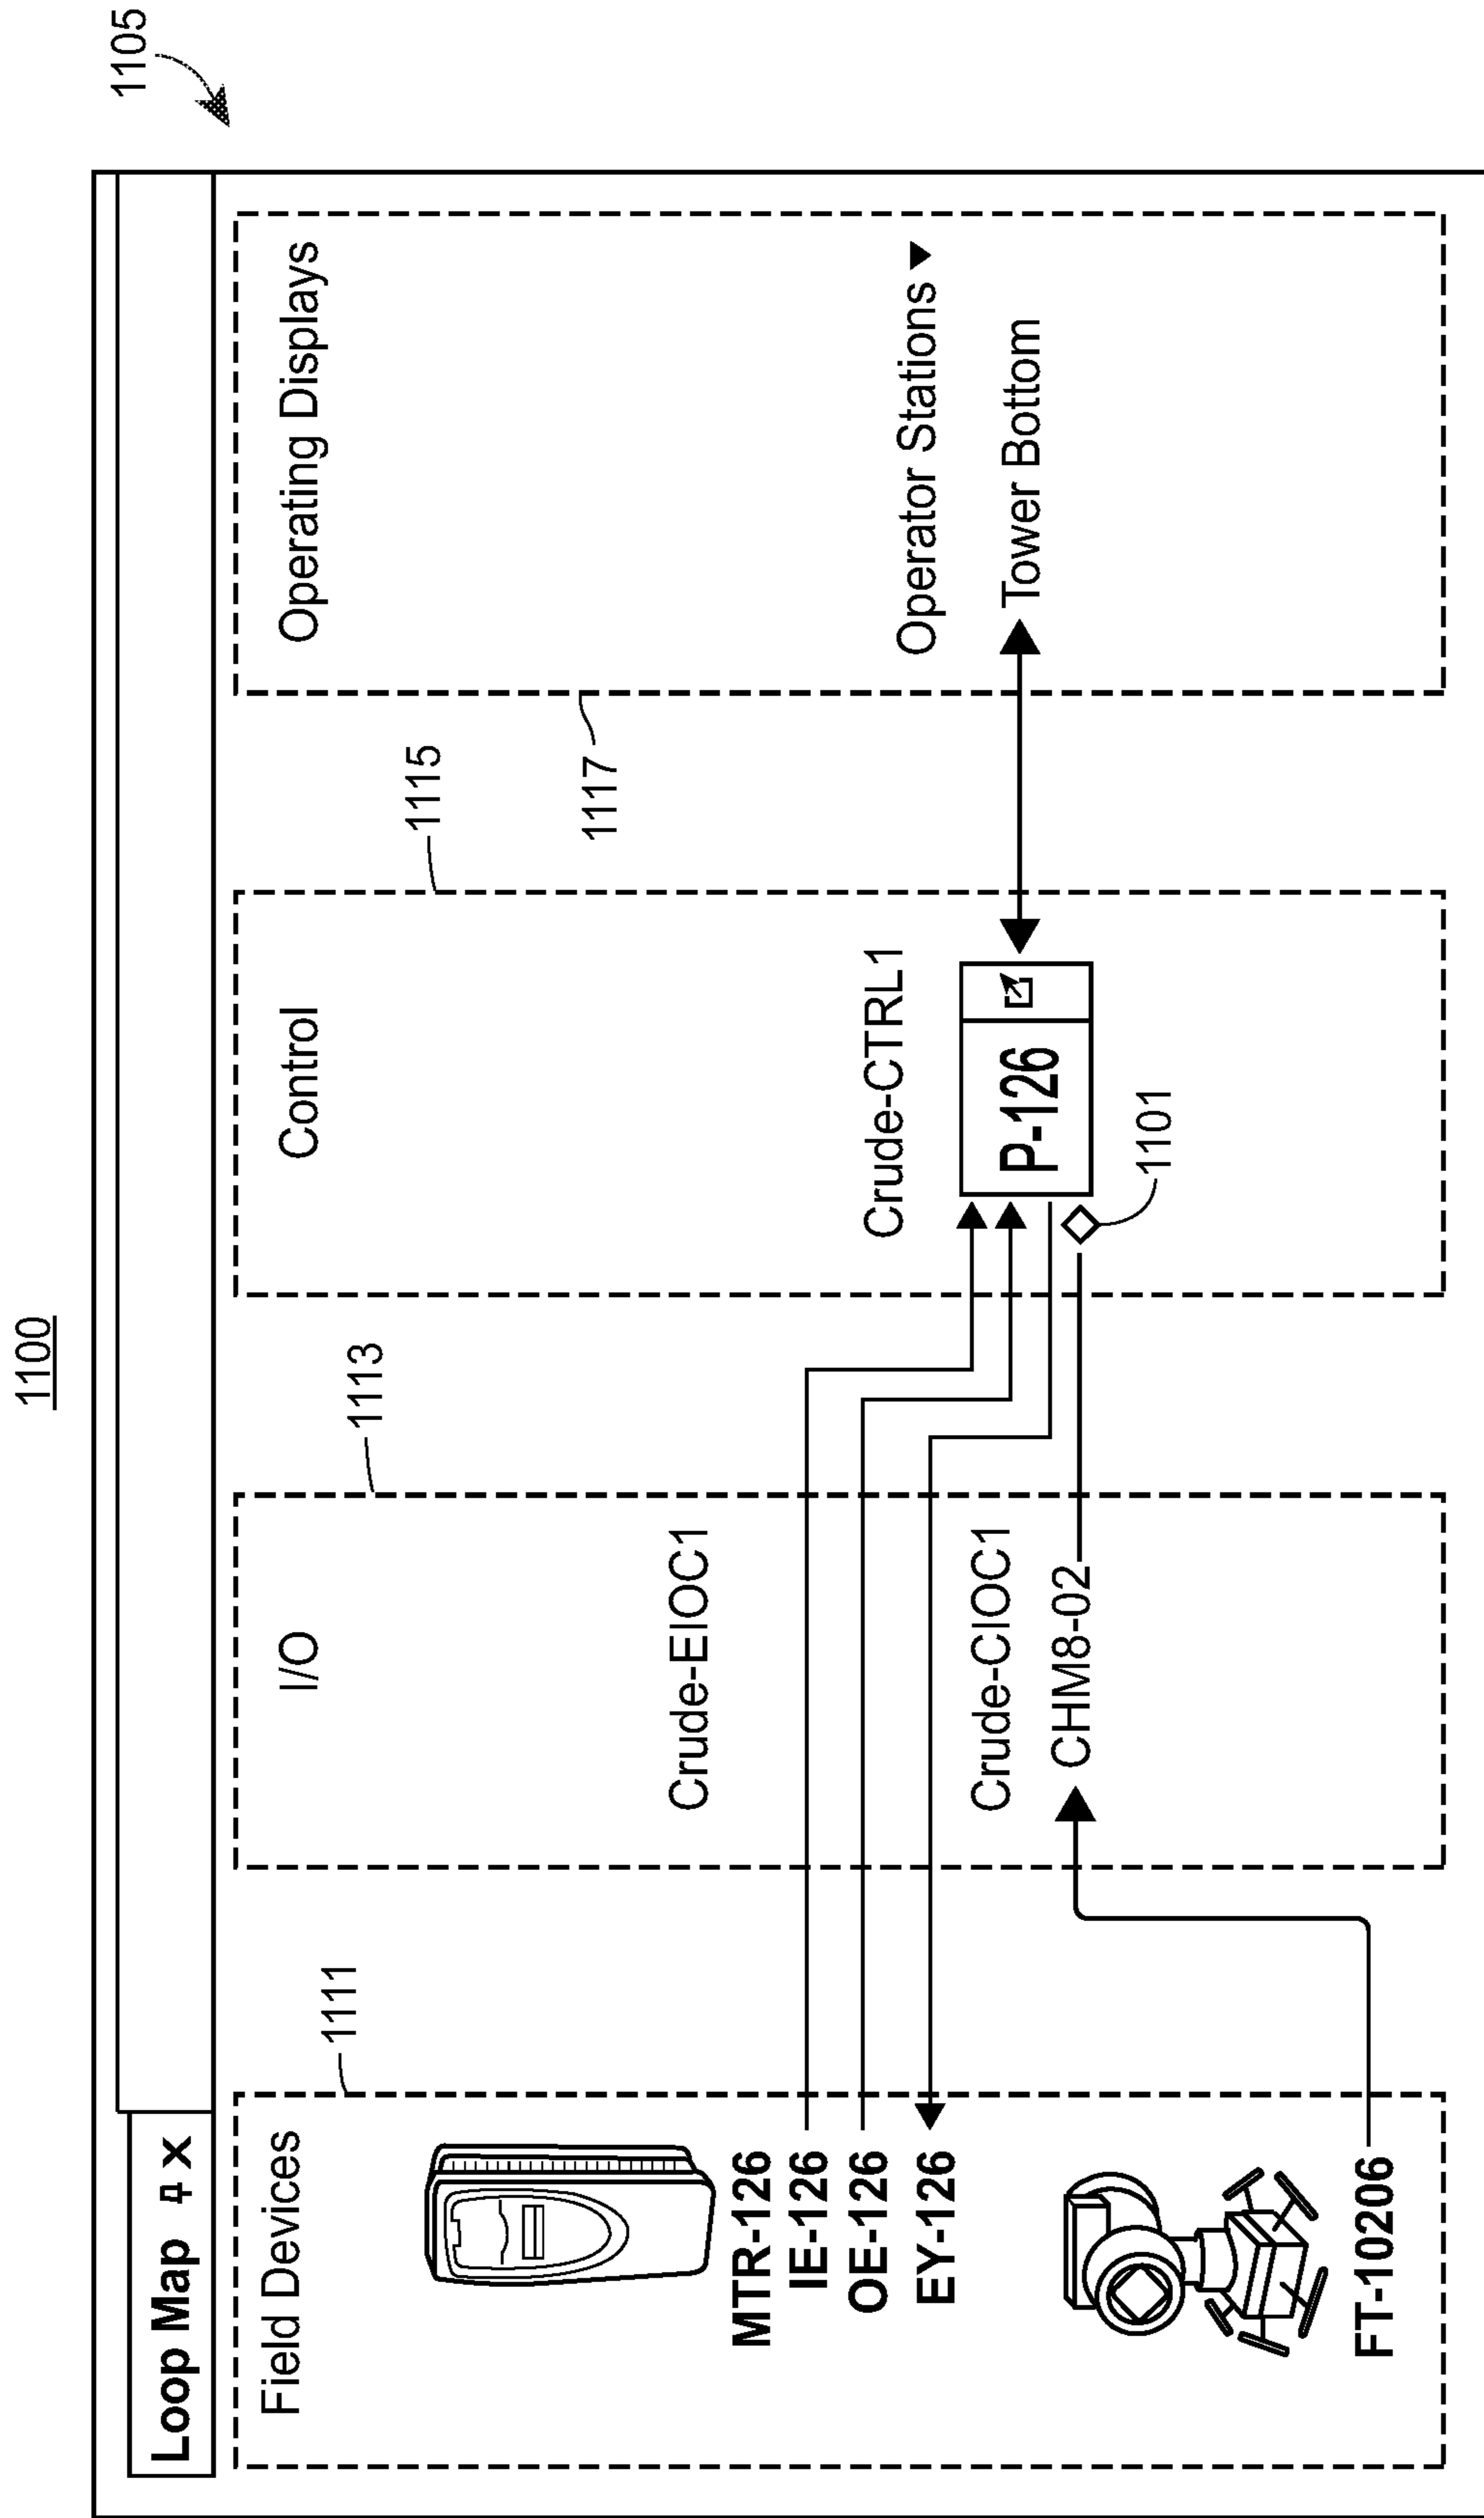 1100
1105
Loop Map x
Field Devices
1111
MTR-126
IE-126
OE-126
EY-126
FT-10206
I/O
1113
Crude-EIOC1
Crude-CIOC1
CHM8-02
Control
1115
Crude-CTRL1
P-126
1101
Operating Displays
1117
Operator Stations
Tower Bottom